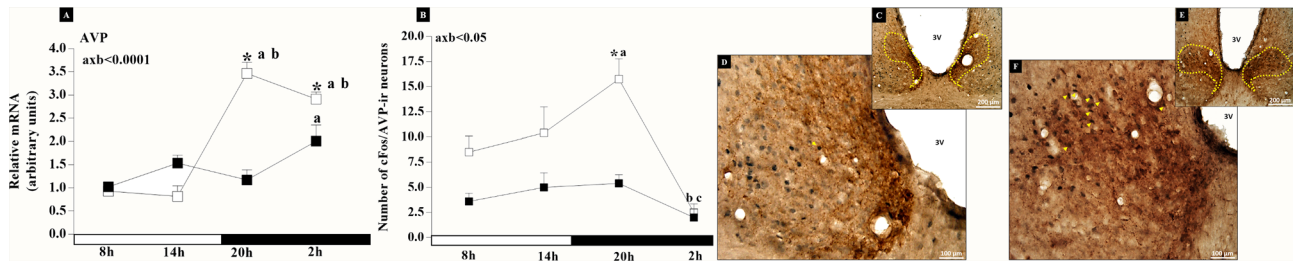 A
AVP
axb<0.0001
Relative mRNA
(arbitrary units)
4.0
3.5
3.0
2.5
2.0
1.5
1.0
0.5
0.0
* a b
* a b
a
8h 14h 20h 2h
B
axb<0.05
Number of cFos/AVP-ir neurons
20.0
17.5
15.0
12.5
10.0
7.5
5.0
2.5
0.0
*a
b c
8h 14h 20h 2h
C
3V
200 µm
D
3V
100 µm
E
3V
200 µm
F
3V
100 µm